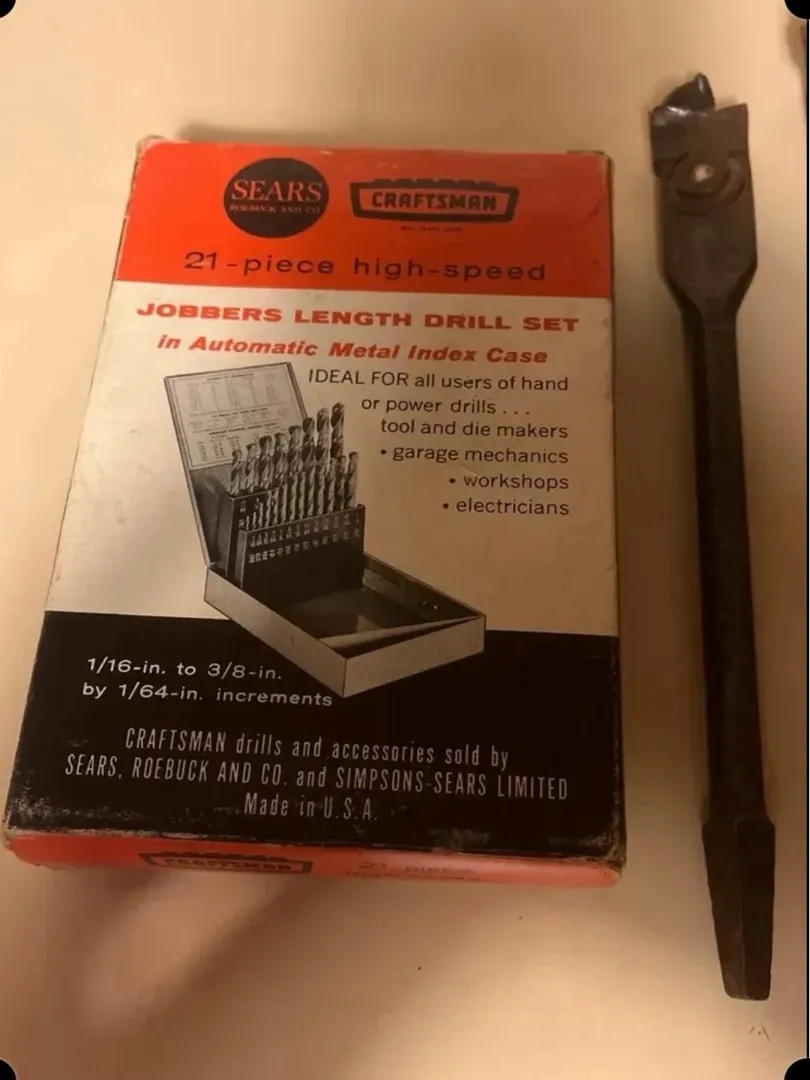 SEARS
ROEBUCK AND CO
CRAFTSMAN
21-piece high-speed
JOBBERS LENGTH DRILL SET
in Automatic Metal Index Case
IDEAL FOR all users of hand
or power drills . . .
tool and die makers
• garage mechanics
• workshops
• electricians
1/16-in. to 3/8-in.
by 1/64-in. increments
CRAFTSMAN drills and accessories sold by
SEARS, ROEBUCK AND CO. and SIMPSONS-SEARS LIMITED
Made in U.S.A.
CRAFTSMAN
21-PIECE